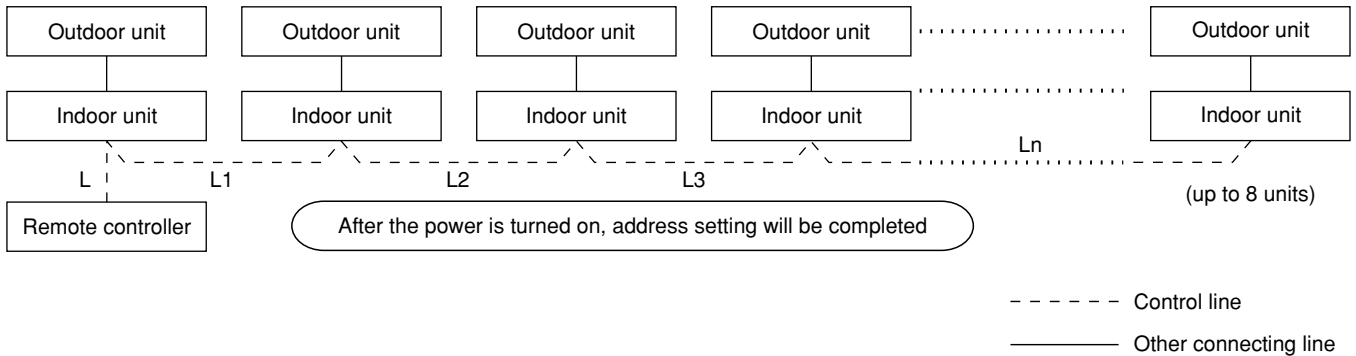 Outdoor unit
Outdoor unit
Outdoor unit
Outdoor unit
Outdoor unit
Indoor unit
Indoor unit
Indoor unit
Indoor unit
Indoor unit
Ln
L
L1
L2
L3
(up to 8 units)
Remote controller
After the power is turned on, address setting will be completed
Control line
Other connecting line